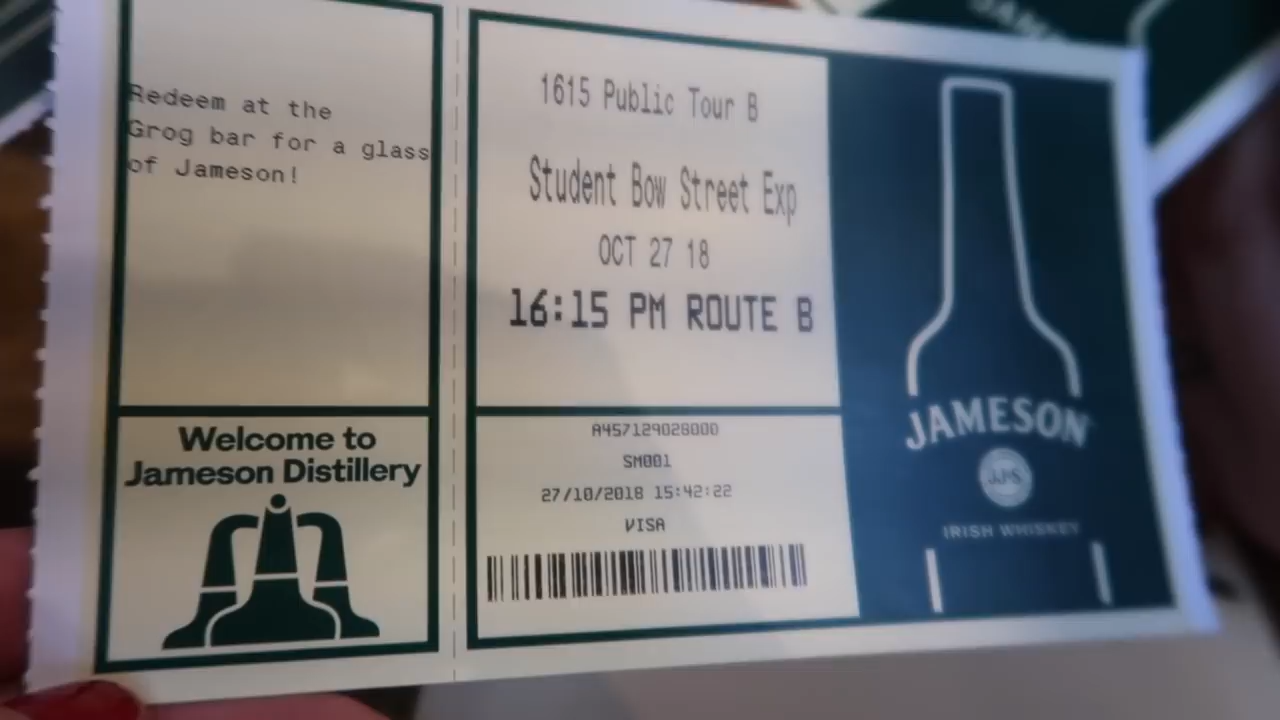 Redeem at the
Grog bar for a glass
of Jameson!
Welcome to
Jameson Distillery
1615 Public Tour B
Student Bow Street Exp
OCT 27 18
16:15 PM ROUTE B
A457129028000
SM001
27/10/2018 15:42:22
VISA
JAMESON
JJ&S
IRISH WHISKEY
JAM